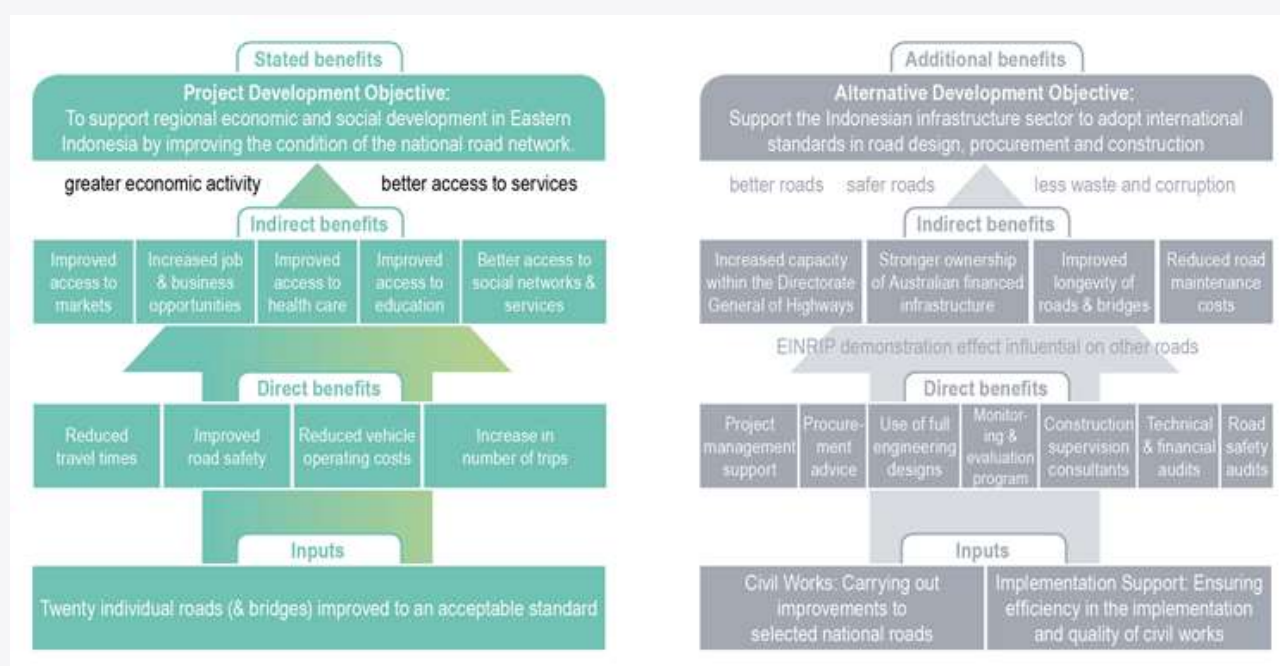 Stated benefits
Project Development Objective:
To support regional economic and social development in Eastern
Indonesia by improving the condition of the national road network.
greater economic activity
better access to services
Indirect benefits
Improved
access to
markets
Increased job
& business
opportunities
Improved
access to
health care
Improved
access to
education
Better access to
social networks &
services
Direct benefits
Reduced
travel times
Improved
road safety
Reduced vehicle
operating costs
Increase in
number of trips
Inputs
Twenty individual roads (& bridges) improved to an acceptable standard
Additional benefits
Alternative Development Objective:
Support the Indonesian infrastructure sector to adopt international
standards in road design, procurement and construction
better roads
safer roads
less waste and corruption
Indirect benefits
Increased capacity
within the Directorate
General of Highways
Stronger ownership
of Australian financed
infrastructure
Improved
longevity of
roads & bridges
Reduced road
maintenance
costs
EINRIP demonstration effect influential on other roads
Direct benefits
Project
management
support
Procure-
ment
advice
Use of full
engineering
designs
Monitor-
ing &
evaluation
program
Construction
supervision
consultants
Technical
& financial
audits
Road
safety
audits
Inputs
Civil Works: Carrying out
improvements to
selected national roads
Implementation Support: Ensuring
efficiency in the implementation
and quality of civil works